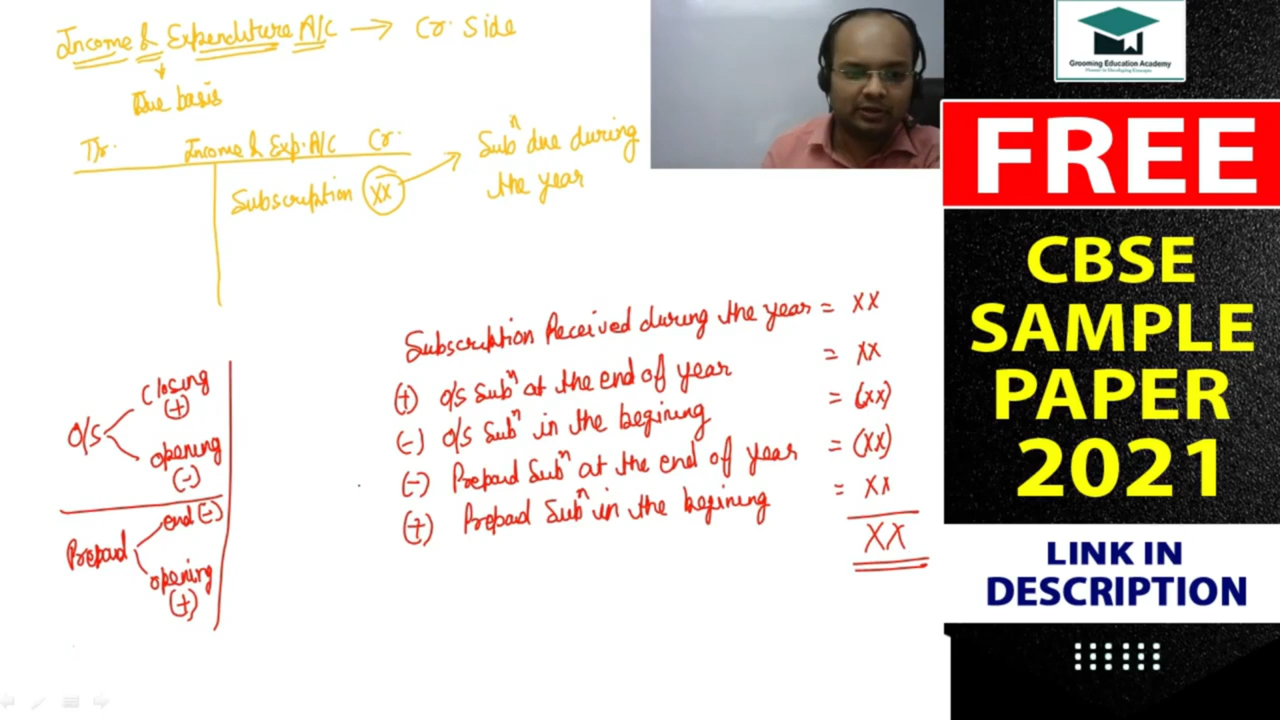 Income & Expenditure A/C → Cr. Side
Due basis
Dr. Income & Exp. A/C Cr.
Subscription XX
Subⁿ due during
the year
Subscription Received during the year = XX
(+) O/S Subⁿ at the end of year = XX
(-) O/S Subⁿ in the begining = (XX)
(-) Prepaid Subⁿ at the end of year = (XX)
(+) Prepaid Subⁿ in the begining = XX
XX
O/S
Closing
(+)
opening
(-)
Prepaid
end (-)
opening
(+)
Grooming Education Academy
FREE
CBSE
SAMPLE
PAPER
2021
LINK IN
DESCRIPTION